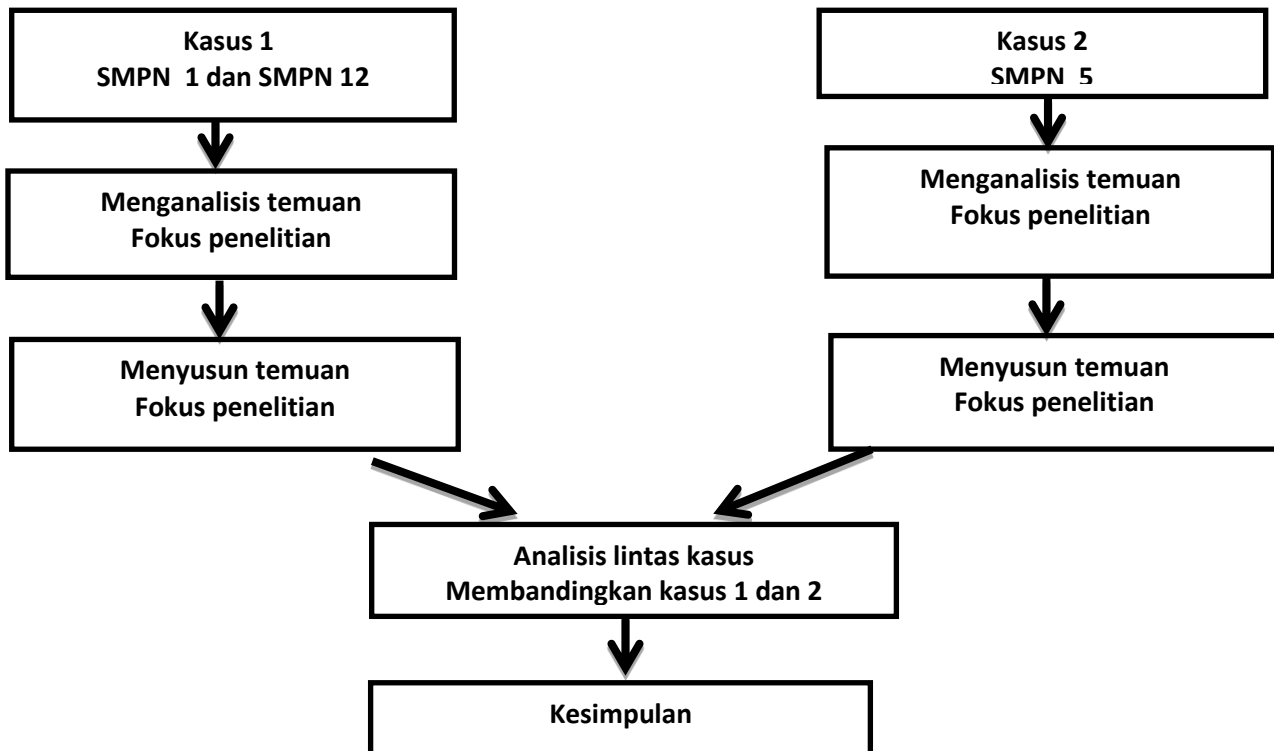 Kasus 1
SMPN 1 dan SMPN 12
Kasus 2
SMPN 5
Menganalisis temuan
Fokus penelitian
Menganalisis temuan
Fokus penelitian
Menyusun temuan
Fokus penelitian
Menyusun temuan
Fokus penelitian
Analisis lintas kasus
Membandingkan kasus 1 dan 2
Kesimpulan